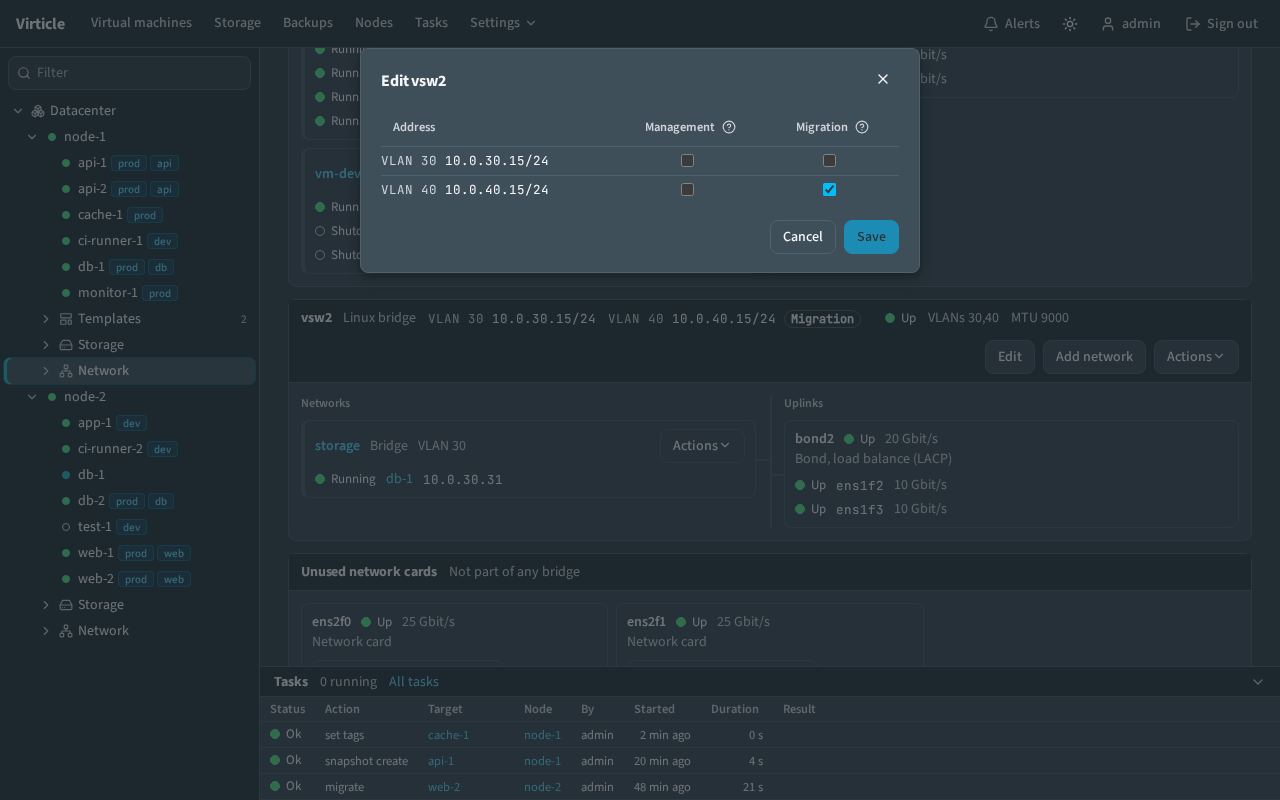 Virticle Virtual machines Storage Backups Nodes Tasks Settings Alerts admin Sign out
Filter
Datacenter
node-1
api-1 prod api
api-2 prod api
cache-1 prod
ci-runner-1 dev
db-1 prod db
monitor-1 prod
Templates 2
Storage
Network
node-2
app-1 dev
ci-runner-2 dev
db-1
db-2 prod db
test-1 dev
web-1 prod web
web-2 prod web
Storage
Network
Edit vsw2
Address Management Migration
VLAN 30 10.0.30.15/24
VLAN 40 10.0.40.15/24
Cancel Save
vsw2 Linux bridge VLAN 30 10.0.30.15/24 VLAN 40 10.0.40.15/24 Migration Up VLANs 30,40 MTU 9000
Edit Add network Actions
Networks
storage Bridge VLAN 30 Actions
Running db-1 10.0.30.31
Uplinks
bond2 Up 20 Gbit/s
Bond, load balance (LACP)
Up ens1f2 10 Gbit/s
Up ens1f3 10 Gbit/s
Unused network cards Not part of any bridge
ens2f0 Up 25 Gbit/s
Network card
ens2f1 Up 25 Gbit/s
Network card
Tasks 0 running All tasks
Status Action Target Node By Started Duration Result
Ok set tags cache-1 node-1 admin 2 min ago 0 s
Ok snapshot create api-1 node-1 admin 20 min ago 4 s
Ok migrate web-2 node-2 admin 48 min ago 21 s